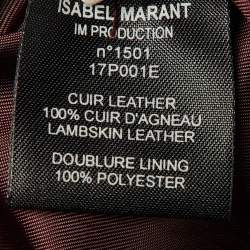 ISABEL MARANT
IM PRODUCTION
n°1501
17P001E
CUIR LEATHER
100% CUIR D'AGNEAU
LAMBSKIN LEATHER
DOUBLURE LINING
100% POLYESTER